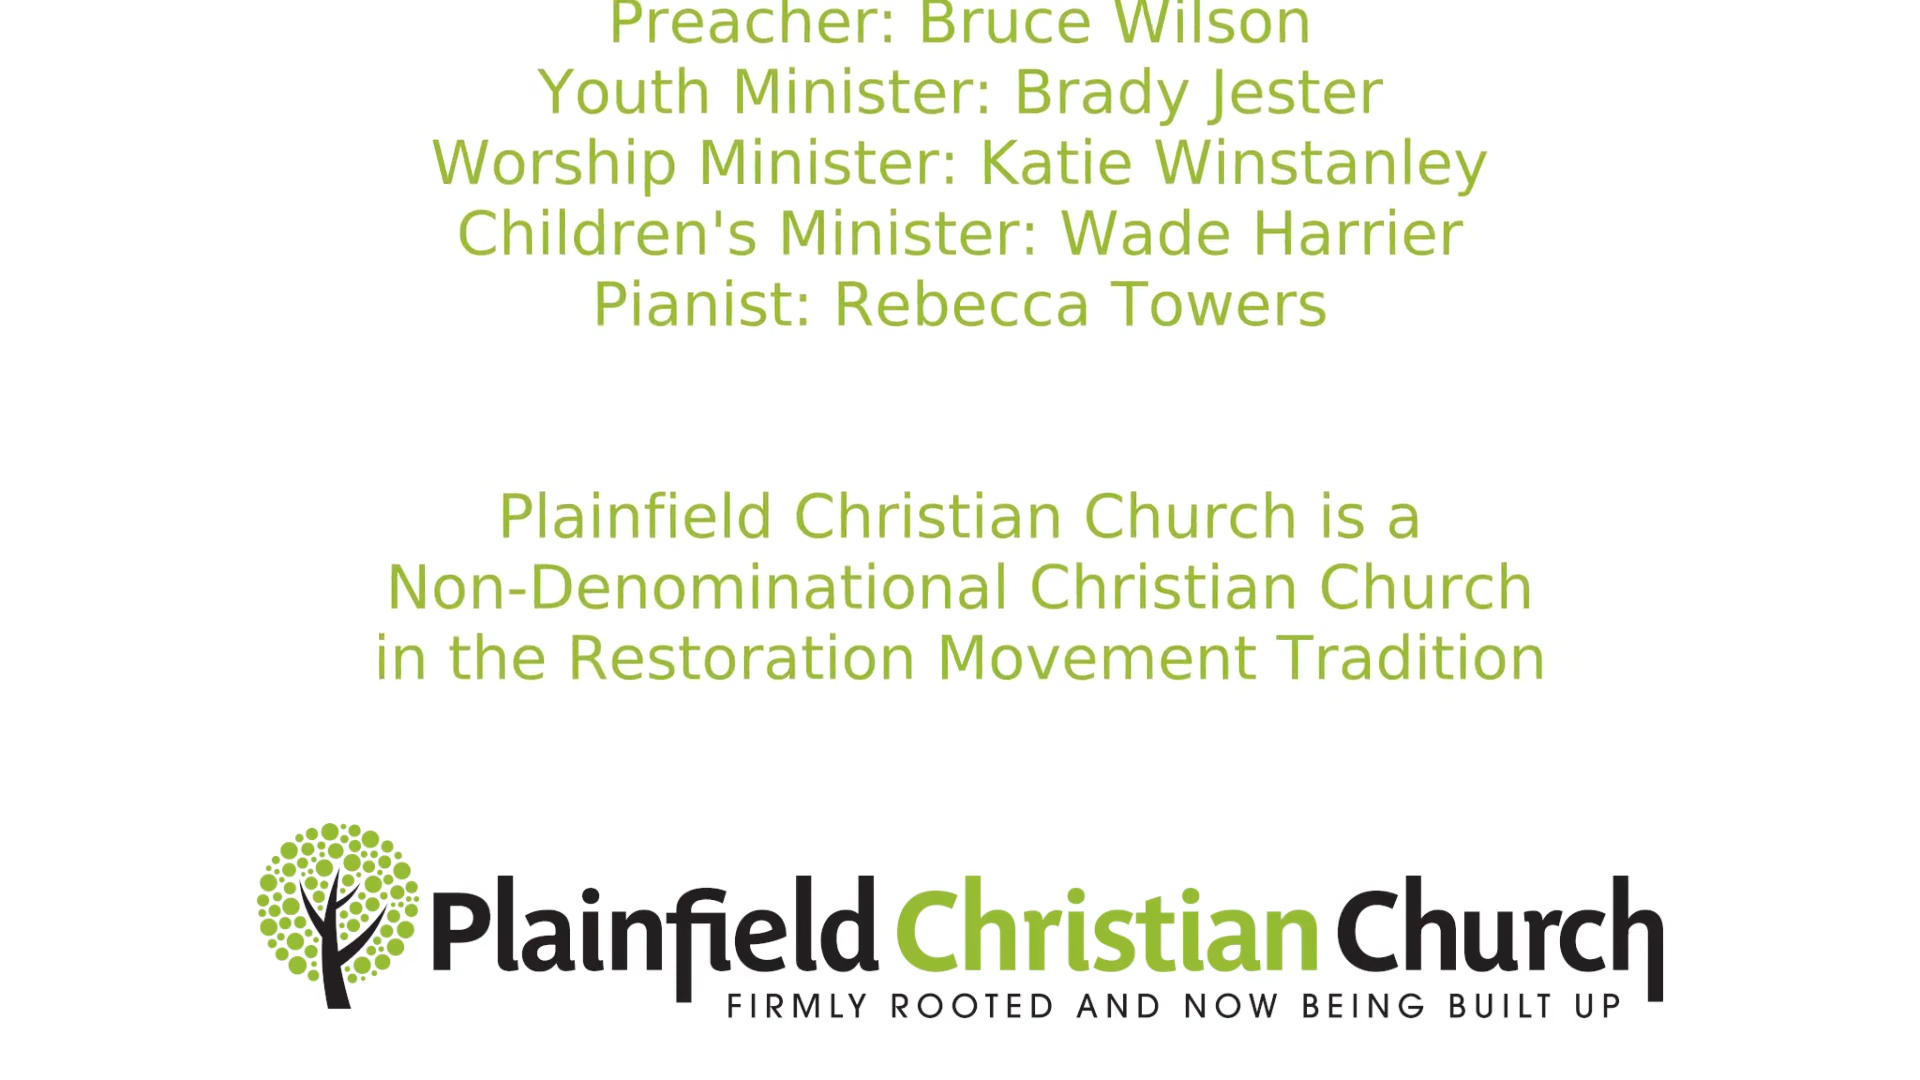 Preacher: Bruce Wilson
Youth Minister: Brady Jester
Worship Minister: Katie Winstanley
Children's Minister: Wade Harrier
Pianist: Rebecca Towers
Plainfield Christian Church is a
Non-Denominational Christian Church
in the Restoration Movement Tradition
Plainfield Christian Church
FIRMLY ROOTED AND NOW BEING BUILT UP